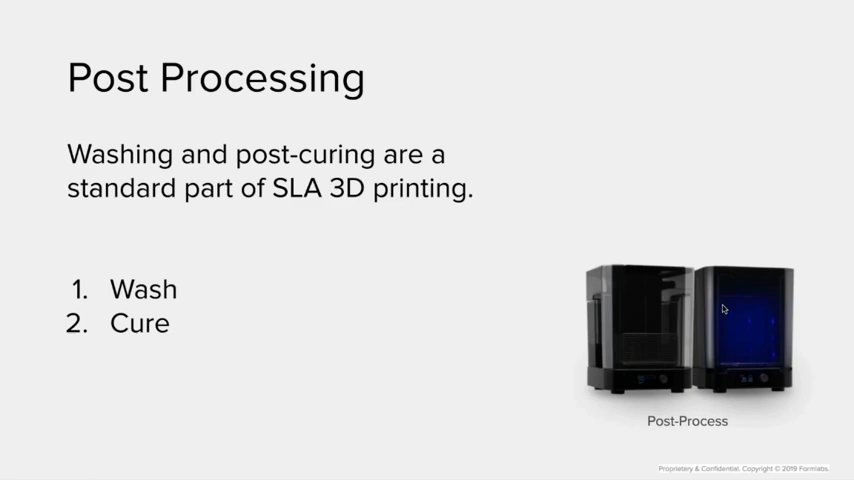 Post Processing
Washing and post-curing are a
standard part of SLA 3D printing.
1. Wash
2. Cure
Post-Process
Proprietary & Confidential. Copyright © 2019 Formlabs.